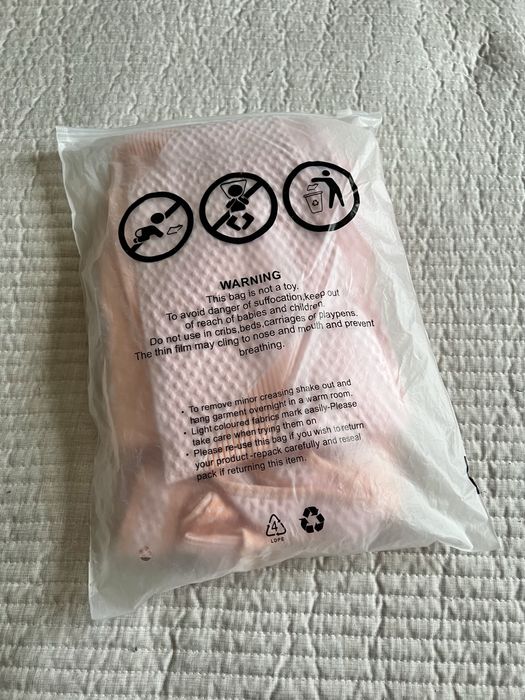 WARNING
This bag is not a toy.
To avoid danger of suffocation,keep out
of reach of babies and children.
Do not use in cribs,beds.carriages or playpens.
The thin film may cling to nose and mouth and prevent
breathing.
• To remove minor creasing shake out and
hang garment overnight in a warm room.
• Light coloured fabrics mark easily-Please
take care when trying them on
• Please re-use this bag if you wish to return
your product -repack carefully and reseal
pack if returning this item.
4
LDPE